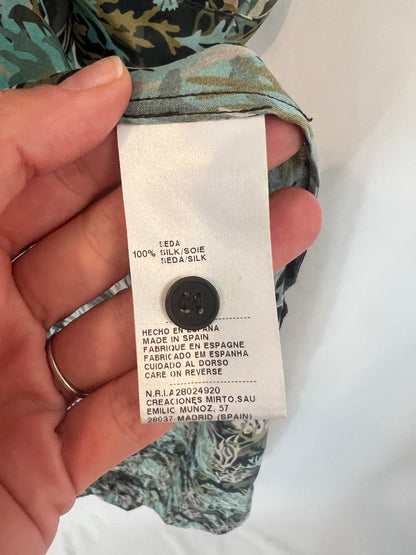 SEDA
100% SILK/SOIE
SEDA/SILK
HECHO EN ESPAÑA
MADE IN SPAIN
FABRIQUE EN ESPAGNE
FABRICADO EM ESPANHA
CUIDADO AL DORSO
CARE ON REVERSE
N.R.I.A28024920
CREACIONES MIRTO,SAU
EMILIO MUÑOZ, 57
28037 MADRID (SPAIN)